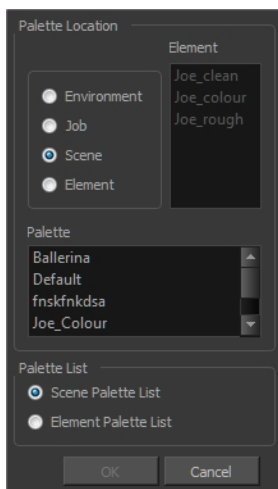 Palette Location
Element
Joe_clean
Joe_colour
Joe_rough
Environment
Job
Scene
Element
Palette
Ballerina
Default
fnskfnkdsa
Joe_Colour
Palette List
Scene Palette List
Element Palette List
OK
Cancel